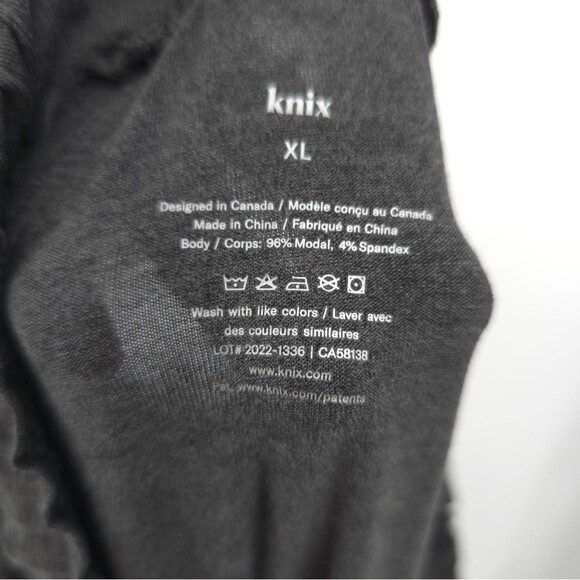 knix
XL
Designed in Canada / Modèle conçu au Canada
Made in China / Fabriqué en China
Body / Corps: 96% Modal, 4% Spandex
Wash with like colors / Laver avec
des couleurs similaires
LOT# 2022-1336 | CA58138
www.knix.com
Pat. www.knix.com/patents